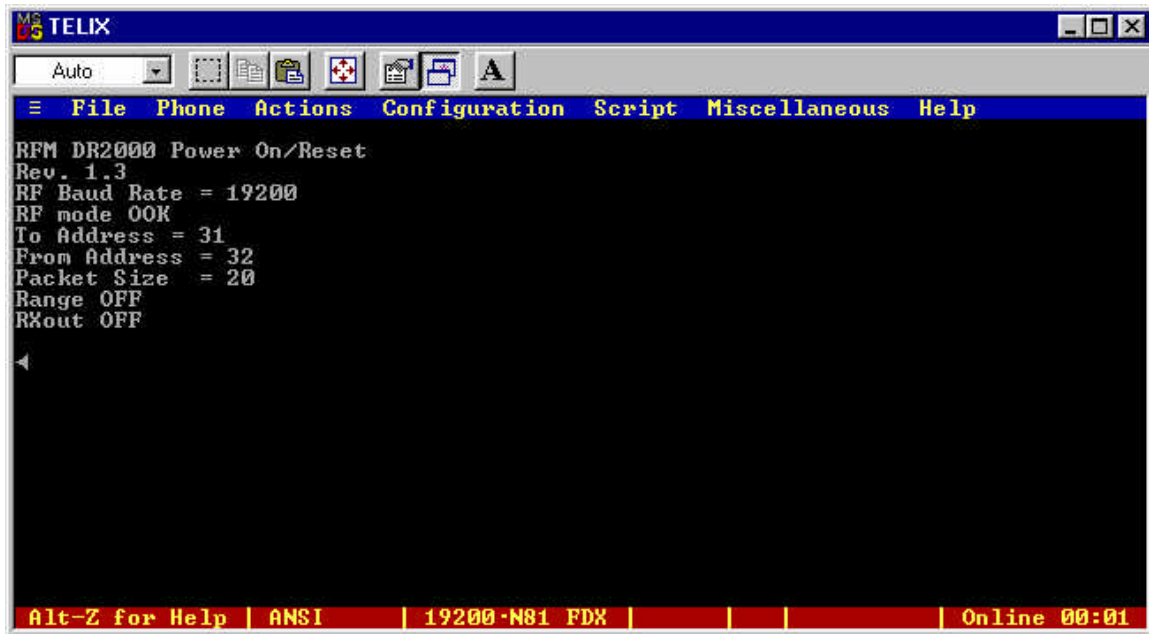 TELIX
Auto A
≡ File Phone Actions Configuration Script Miscellaneous Help
RFM DR2000 Power On/Reset
Rev. 1.3
RF Baud Rate = 19200
RF mode OOK
To Address = 31
From Address = 32
Packet Size  = 20
Range OFF
RXout OFF
Alt-Z for Help | ANSI | 19200·N81 FDX | | | | Online 00:01